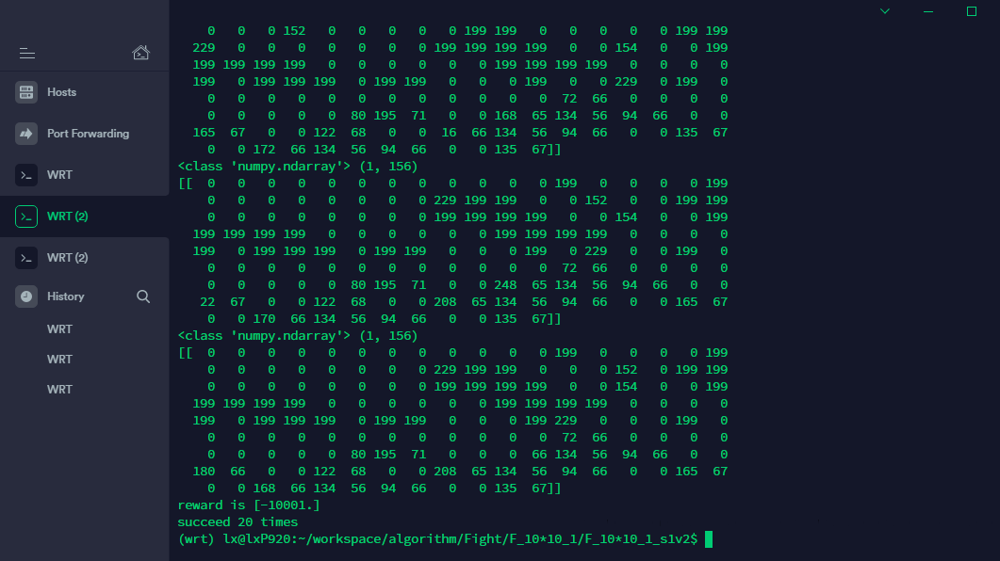 Hosts
Port Forwarding
WRT
WRT (2)
WRT (2)
History
WRT
WRT
WRT
0 0 0 152 0 0 0 0 0 199 199 0 0 0 0 0 199 199
229 0 0 0 0 0 0 0 199 199 199 199 0 0 154 0 0 199
199 199 199 199 0 0 0 0 0 0 199 199 199 199 0 0 0 0
199 0 199 199 199 0 199 199 0 0 0 199 0 0 229 0 199 0
0 0 0 0 0 0 0 0 0 0 0 0 72 66 0 0 0 0
0 0 0 0 0 80 195 71 0 0 168 65 134 56 94 66 0 0
165 67 0 0 122 68 0 0 16 66 134 56 94 66 0 0 135 67
0 0 172 66 134 56 94 66 0 0 135 67]]
<class 'numpy.ndarray'> (1, 156)
[[ 0 0 0 0 0 0 0 0 0 0 0 0 199 0 0 0 0 199
0 0 0 0 0 0 0 0 229 199 199 0 0 152 0 0 199 199
0 0 0 0 0 0 0 0 199 199 199 199 0 0 154 0 0 199
199 199 199 199 0 0 0 0 0 0 199 199 199 199 0 0 0 0
199 0 199 199 199 0 199 199 0 0 0 199 0 229 0 0 199 0
0 0 0 0 0 0 0 0 0 0 0 0 72 66 0 0 0 0
0 0 0 0 0 80 195 71 0 0 248 65 134 56 94 66 0 0
22 67 0 0 122 68 0 0 208 65 134 56 94 66 0 0 165 67
0 0 170 66 134 56 94 66 0 0 135 67]]
<class 'numpy.ndarray'> (1, 156)
[[ 0 0 0 0 0 0 0 0 0 0 0 0 199 0 0 0 0 199
0 0 0 0 0 0 0 0 229 199 199 0 0 0 152 0 199 199
0 0 0 0 0 0 0 0 199 199 199 199 0 0 154 0 0 199
199 199 199 199 0 0 0 0 0 0 199 199 199 199 0 0 0 0
199 0 199 199 199 0 199 199 0 0 0 199 229 0 0 0 199 0
0 0 0 0 0 0 0 0 0 0 0 0 72 66 0 0 0 0
0 0 0 0 0 80 195 71 0 0 0 66 134 56 94 66 0 0
180 66 0 0 122 68 0 0 208 65 134 56 94 66 0 0 165 67
0 0 168 66 134 56 94 66 0 0 135 67]]
reward is [-10001.]
succeed 20 times
(wrt) lx@lxP920:~/workspace/algorithm/Fight/F_10*10_1/F_10*10_1_s1v2$